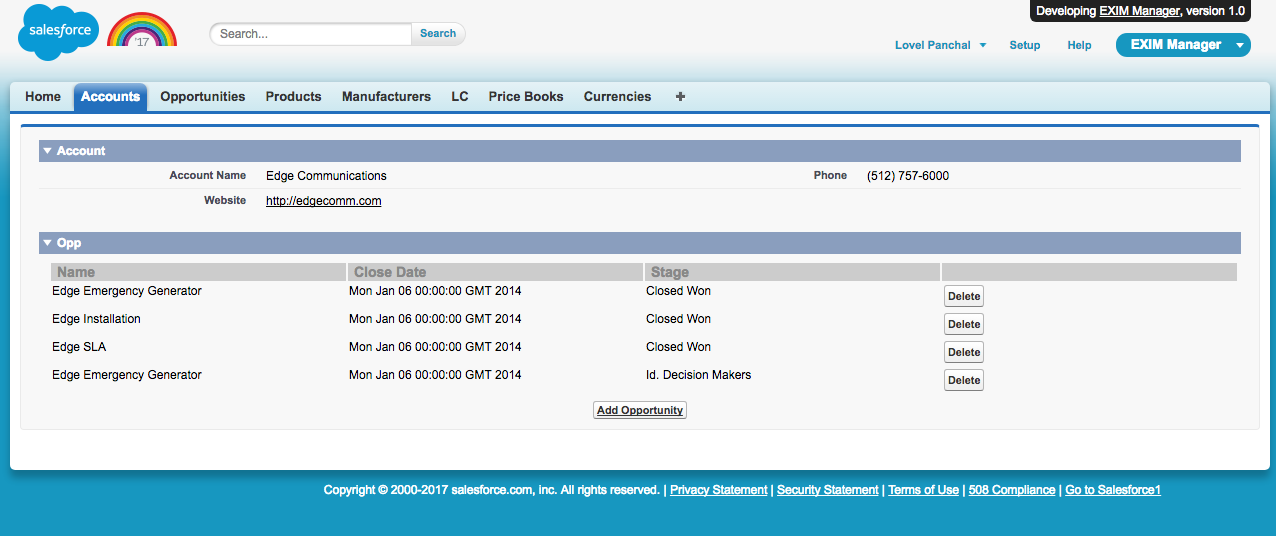 Developing EXIM Manager, version 1.0
salesforce
'17
Search...
Search
Lovel Panchal
Setup
Help
EXIM Manager
Home Accounts Opportunities Products Manufacturers LC Price Books Currencies +
Account
Account Name Edge Communications Phone (512) 757-6000
Website http://edgecomm.com
Opp
Name Close Date Stage
Edge Emergency Generator Mon Jan 06 00:00:00 GMT 2014 Closed Won Delete
Edge Installation Mon Jan 06 00:00:00 GMT 2014 Closed Won Delete
Edge SLA Mon Jan 06 00:00:00 GMT 2014 Closed Won Delete
Edge Emergency Generator Mon Jan 06 00:00:00 GMT 2014 Id. Decision Makers Delete
Add Opportunity
Copyright © 2000-2017 salesforce.com, inc. All rights reserved. | Privacy Statement | Security Statement | Terms of Use | 508 Compliance | Go to Salesforce1